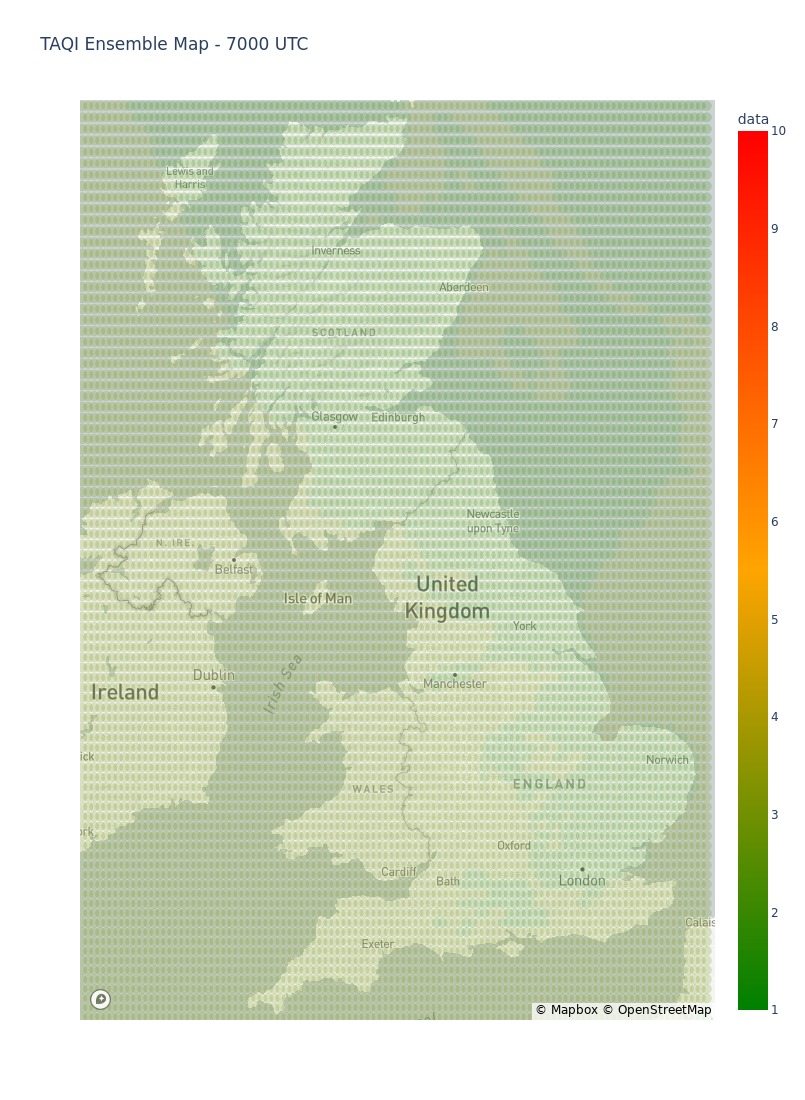 TAQI Ensemble Map - 7000 UTC
data
10
9
8
7
6
5
4
3
2
1
Lewis and
Harris
Inverness
Aberdeen
SCOTLAND
Glasgow
Edinburgh
Newcastle
upon Tyne
N. IRE.
Belfast
Isle of Man
United
Kingdom
York
Dublin
Irish Sea
Manchester
Ireland
ick
Norwich
WALES
ENGLAND
ork
Oxford
Cardiff
Bath
London
Exeter
Calais
© Mapbox © OpenStreetMap